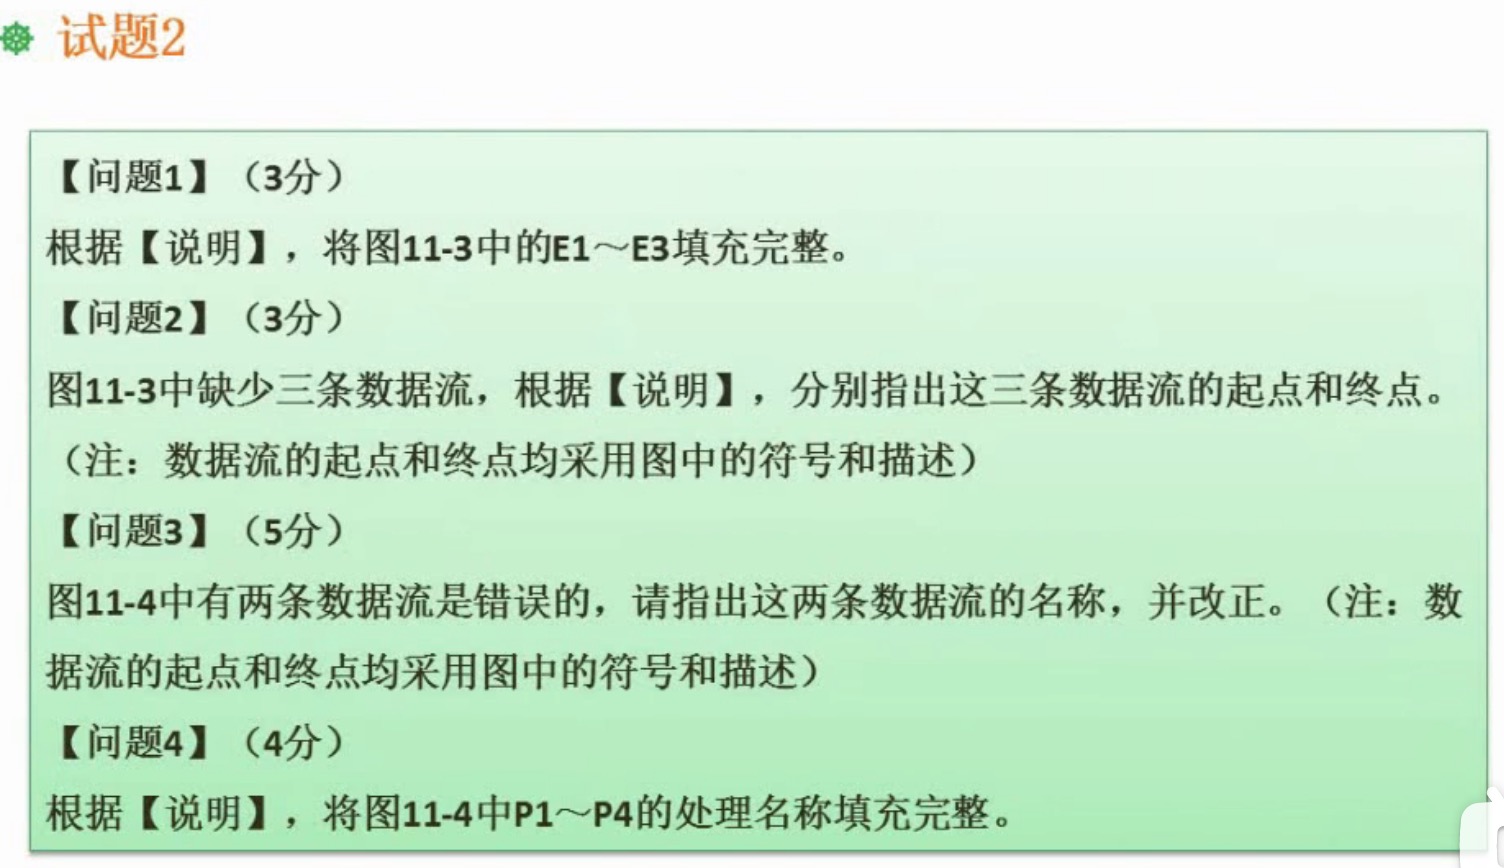 试题2
【问题1】（3分）
根据【说明】，将图11-3中的E1～E3填充完整。
【问题2】（3分）
图11-3中缺少三条数据流，根据【说明】，分别指出这三条数据流的起点和终点。
（注：数据流的起点和终点均采用图中的符号和描述）
【问题3】（5分）
图11-4中有两条数据流是错误的，请指出这两条数据流的名称，并改正。（注：数
据流的起点和终点均采用图中的符号和描述）
【问题4】（4分）
根据【说明】，将图11-4中P1～P4的处理名称填充完整。